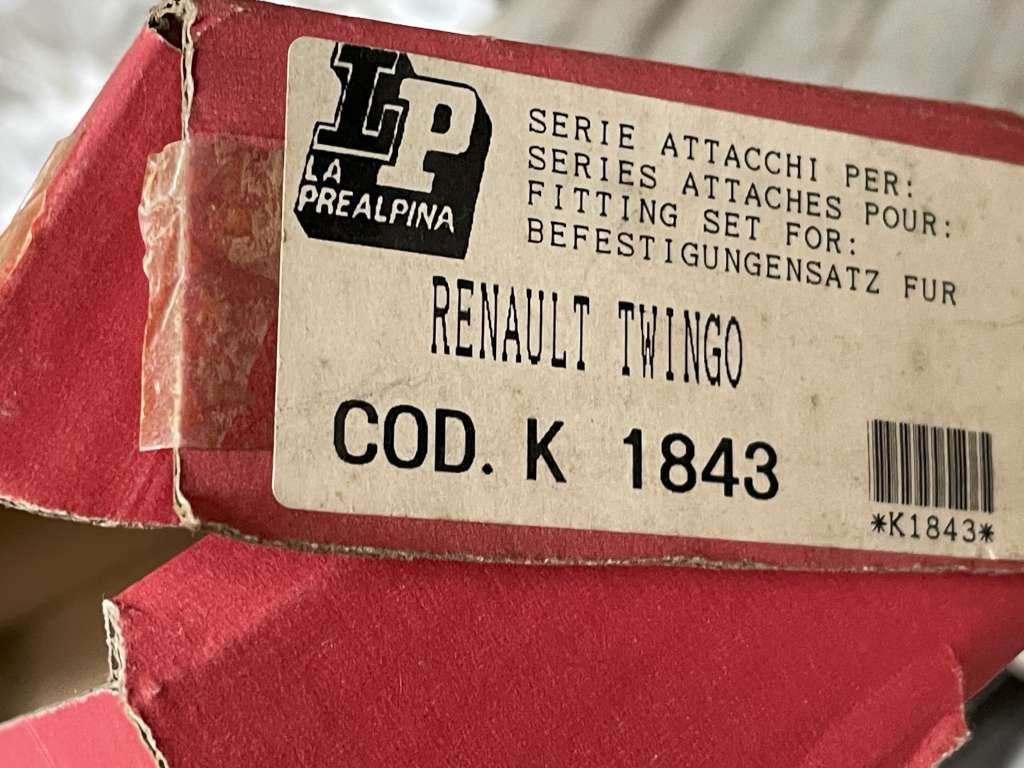 LP
LA
PREALPINA
SERIE ATTACCHI PER:
SERIES ATTACHES POUR:
FITTING SET FOR:
BEFESTIGUNGENSATZ FUR
RENAULT TWINGO
COD. K 1843
*K1843*